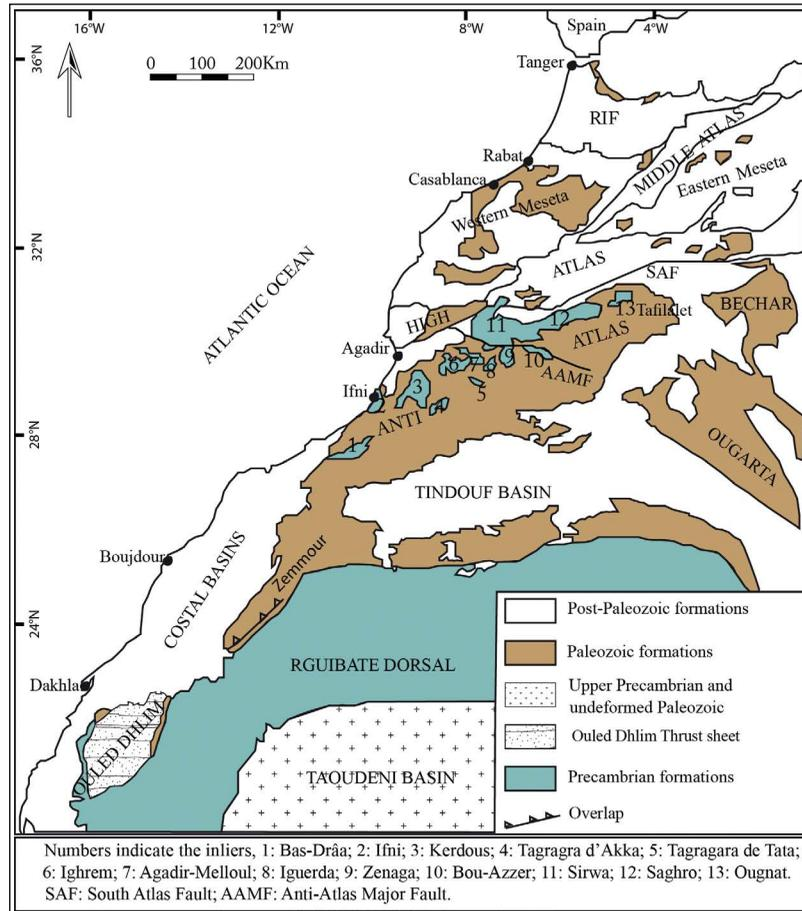 16°W 12°W 8°W 4°W
Spain
36°N
0 100 200Km
Tanger
RIF
Rabat
MIDDLE ATLAS
Casablanca
Eastern Meseta
Western Meseta
32°N
ATLANTIC OCEAN
ATLAS
SAF
HIGH
BECHAR
13 Tafilalet
11
12
ATLAS
Agadir
9
10
6
7
8
AAMF
5
Ifni
3
2
4
ANTI
28°N
1
OUGARTA
TINDOUF BASIN
Boujdour
1
Zemmour
COSTAL BASINS
24°N
RGUIBATE DORSAL
Dakhla
OULED DHLIM
TAOUDENI BASIN
Post-Paleozoic formations
Paleozoic formations
Upper Precambrian and
undeformed Paleozoic
Ouled Dhlim Thrust sheet
Precambrian formations
Overlap
Numbers indicate the inliers, 1: Bas-Drâa; 2: Ifni; 3: Kerdous; 4: Tagragra d’Akka; 5: Tagragara de Tata;
6: Ighrem; 7: Agadir-Melloul; 8: Iguerda; 9: Zenaga; 10: Bou-Azzer; 11: Sirwa; 12: Saghro; 13: Ougnat.
SAF: South Atlas Fault; AAMF: Anti-Atlas Major Fault.